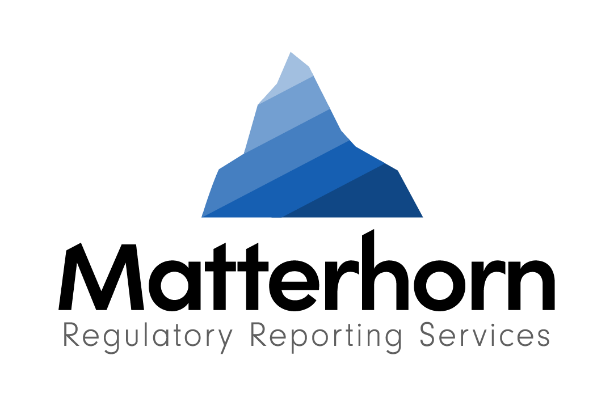 Matterhorn
Regulatory Reporting Services